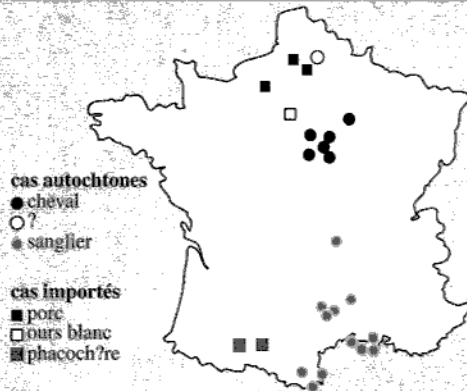 cas autochtones
cheval
?
sanglier
cas importés
porc
ours blanc
phacoch?re